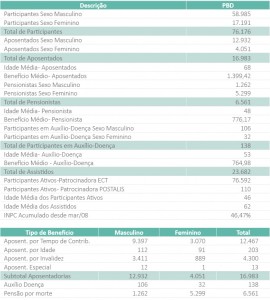 Descrição PBD
Participantes Sexo Masculino 58.985
Participantes Sexo Feminino 17.191
Total de Participantes 76.176
Aposentados Sexo Masculino 12.932
Aposentados Sexo Feminino 4.051
Total de Aposentados 16.983
Idade Média- Aposentados 68
Benefício Médio- Aposentados 1.399,42
Pensionistas Sexo Masculino 1.262
Pensionistas Sexo Feminino 5.299
Total de Pensionistas 6.561
Idade Média- Pensionistas 48
Benefício Médio- Pensionistas 776,17
Participantes em Auxílio-Doença Sexo Masculino 106
Participantes em Auxílio-Doença Sexo Feminino 32
Total de Participantes em Auxílio-Doença 138
Idade Média - Auxílio-Doença 53
Benefício Médio - Auxílio-Doença 764,98
Total de Assistidos 23.682
Participantes Ativos-Patrocinadora ECT 76.592
Participantes Ativos- Patrocinadora POSTALIS 110
Idade Média dos Participantes Ativos 46
Idade Média dos Assistidos 62
INPC Acumulado desde mar/08 46,47%
Tipo de Benefício Masculino Feminino Total
Aposent. por Tempo de Contrib. 9.397 3.070 12.467
Aposent. por Idade 112 91 203
Aposent. por Invalidez 3.411 889 4.300
Aposent. Especial 12 1 13
Subtotal Aposentadorias 12.932 4.051 16.983
Auxílio Doença 106 32 138
Pensão por morte 1.262 5.299 6.561